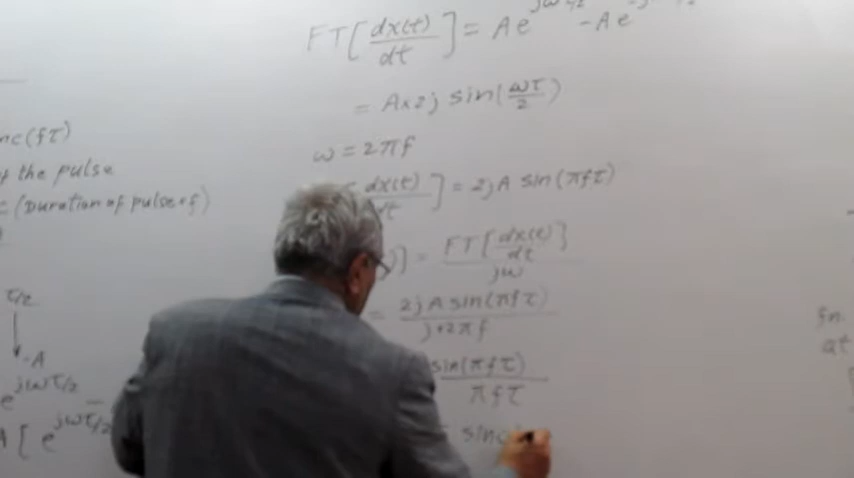 nc(fτ)
f the pulse
c(Duration of pulse × f)
τ/2
-A
e^{jωτ/2}
A[e^{jωτ/2} -
FT[dx(t)/dt] = Ae^{jωτ/2} - Ae
= A×2j sin(ωτ/2)
ω = 2πf
dx(t)/dt] = 2jA sin(πfτ)
)] = FT[dx(t)/dt]/jω
= 2jA sin(πfτ)/j*2πf
sin(πfτ)/πfτ
sinc
fn.
at